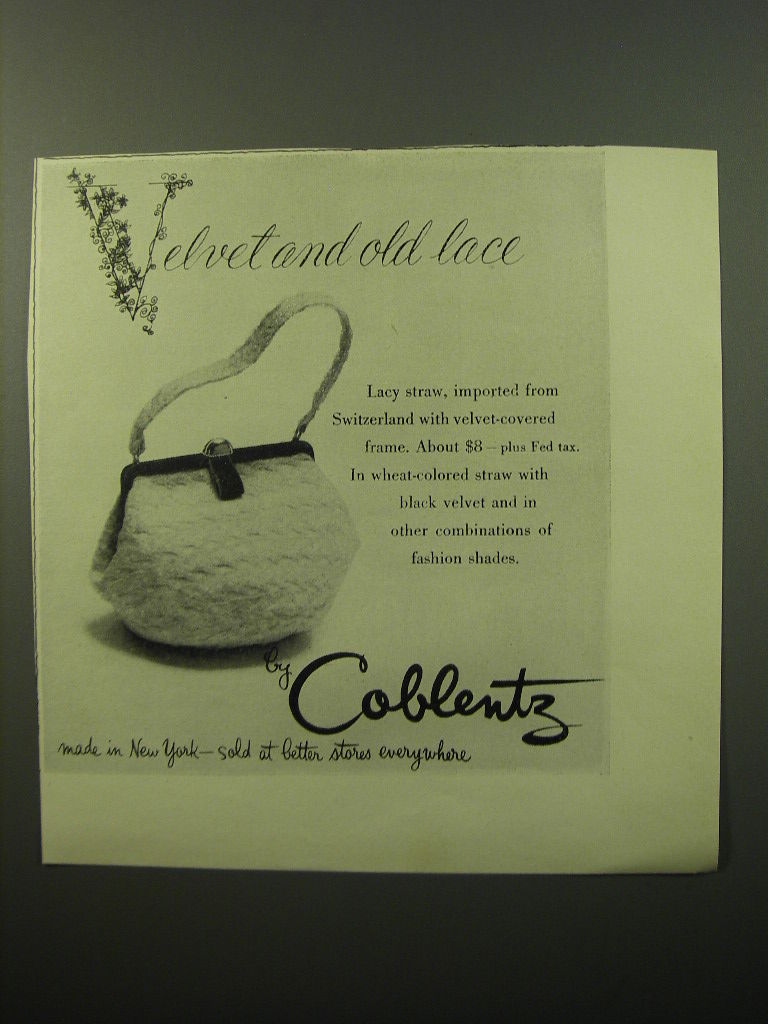 Velvet and old lace
Lacy straw, imported from
Switzerland with velvet-covered
frame. About $8 – plus Fed tax.
In wheat-colored straw with
black velvet and in
other combinations of
fashion shades.
by Coblentz
made in New York – sold at better stores everywhere